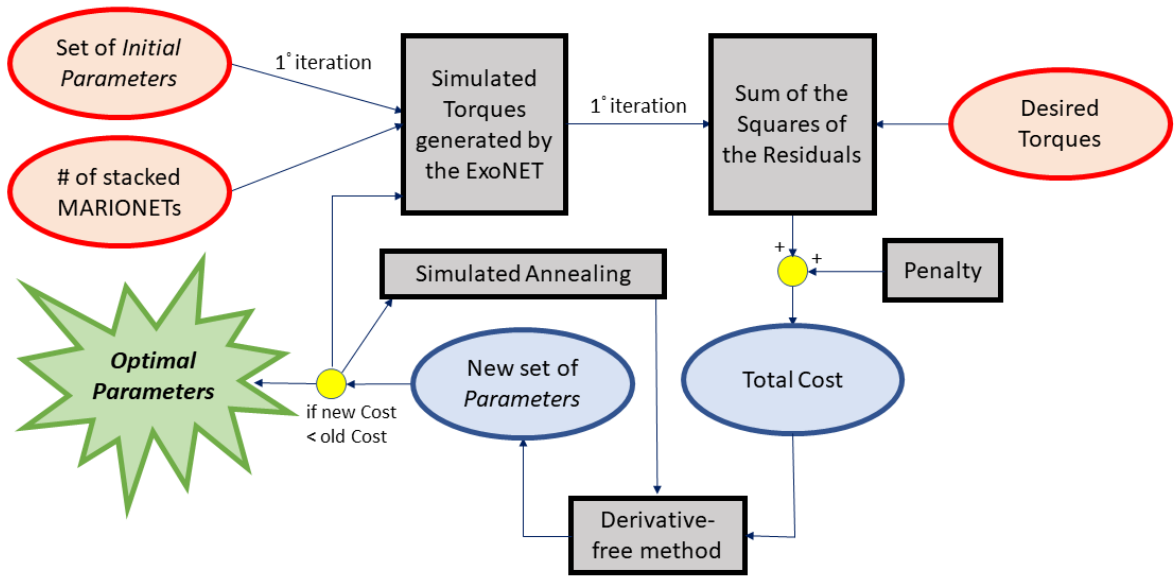 Set of Initial
Parameters
1° iteration
Simulated
Torques
generated by
the ExoNET
1° iteration
Sum of the
Squares of
the Residuals
Desired
Torques
# of stacked
MARIONETs
+
+
Penalty
Simulated Annealing
Optimal
Parameters
New set of
Parameters
Total Cost
if new Cost
< old Cost
Derivative-
free method